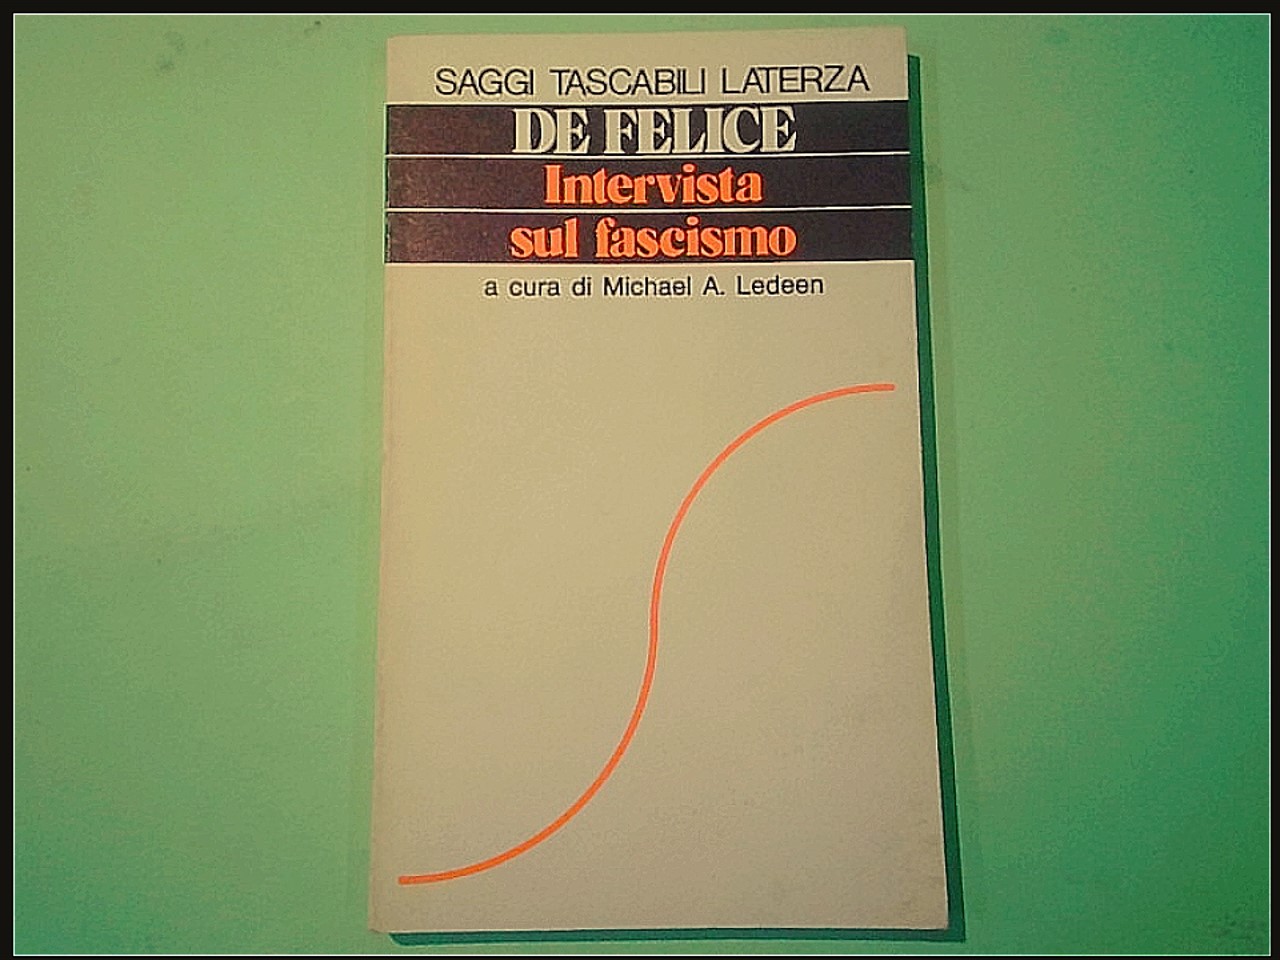 SAGGI TASCABILI LATERZA
DE FELICE
Intervista
sul fascismo
a cura di Michael A. Ledeen